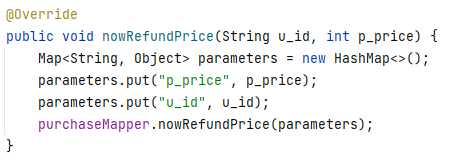 @Override
public void nowRefundPrice(String u_id, int p_price) {
    Map<String, Object> parameters = new HashMap<>();
    parameters.put("p_price", p_price);
    parameters.put("u_id", u_id);
    purchaseMapper.nowRefundPrice(parameters);
}